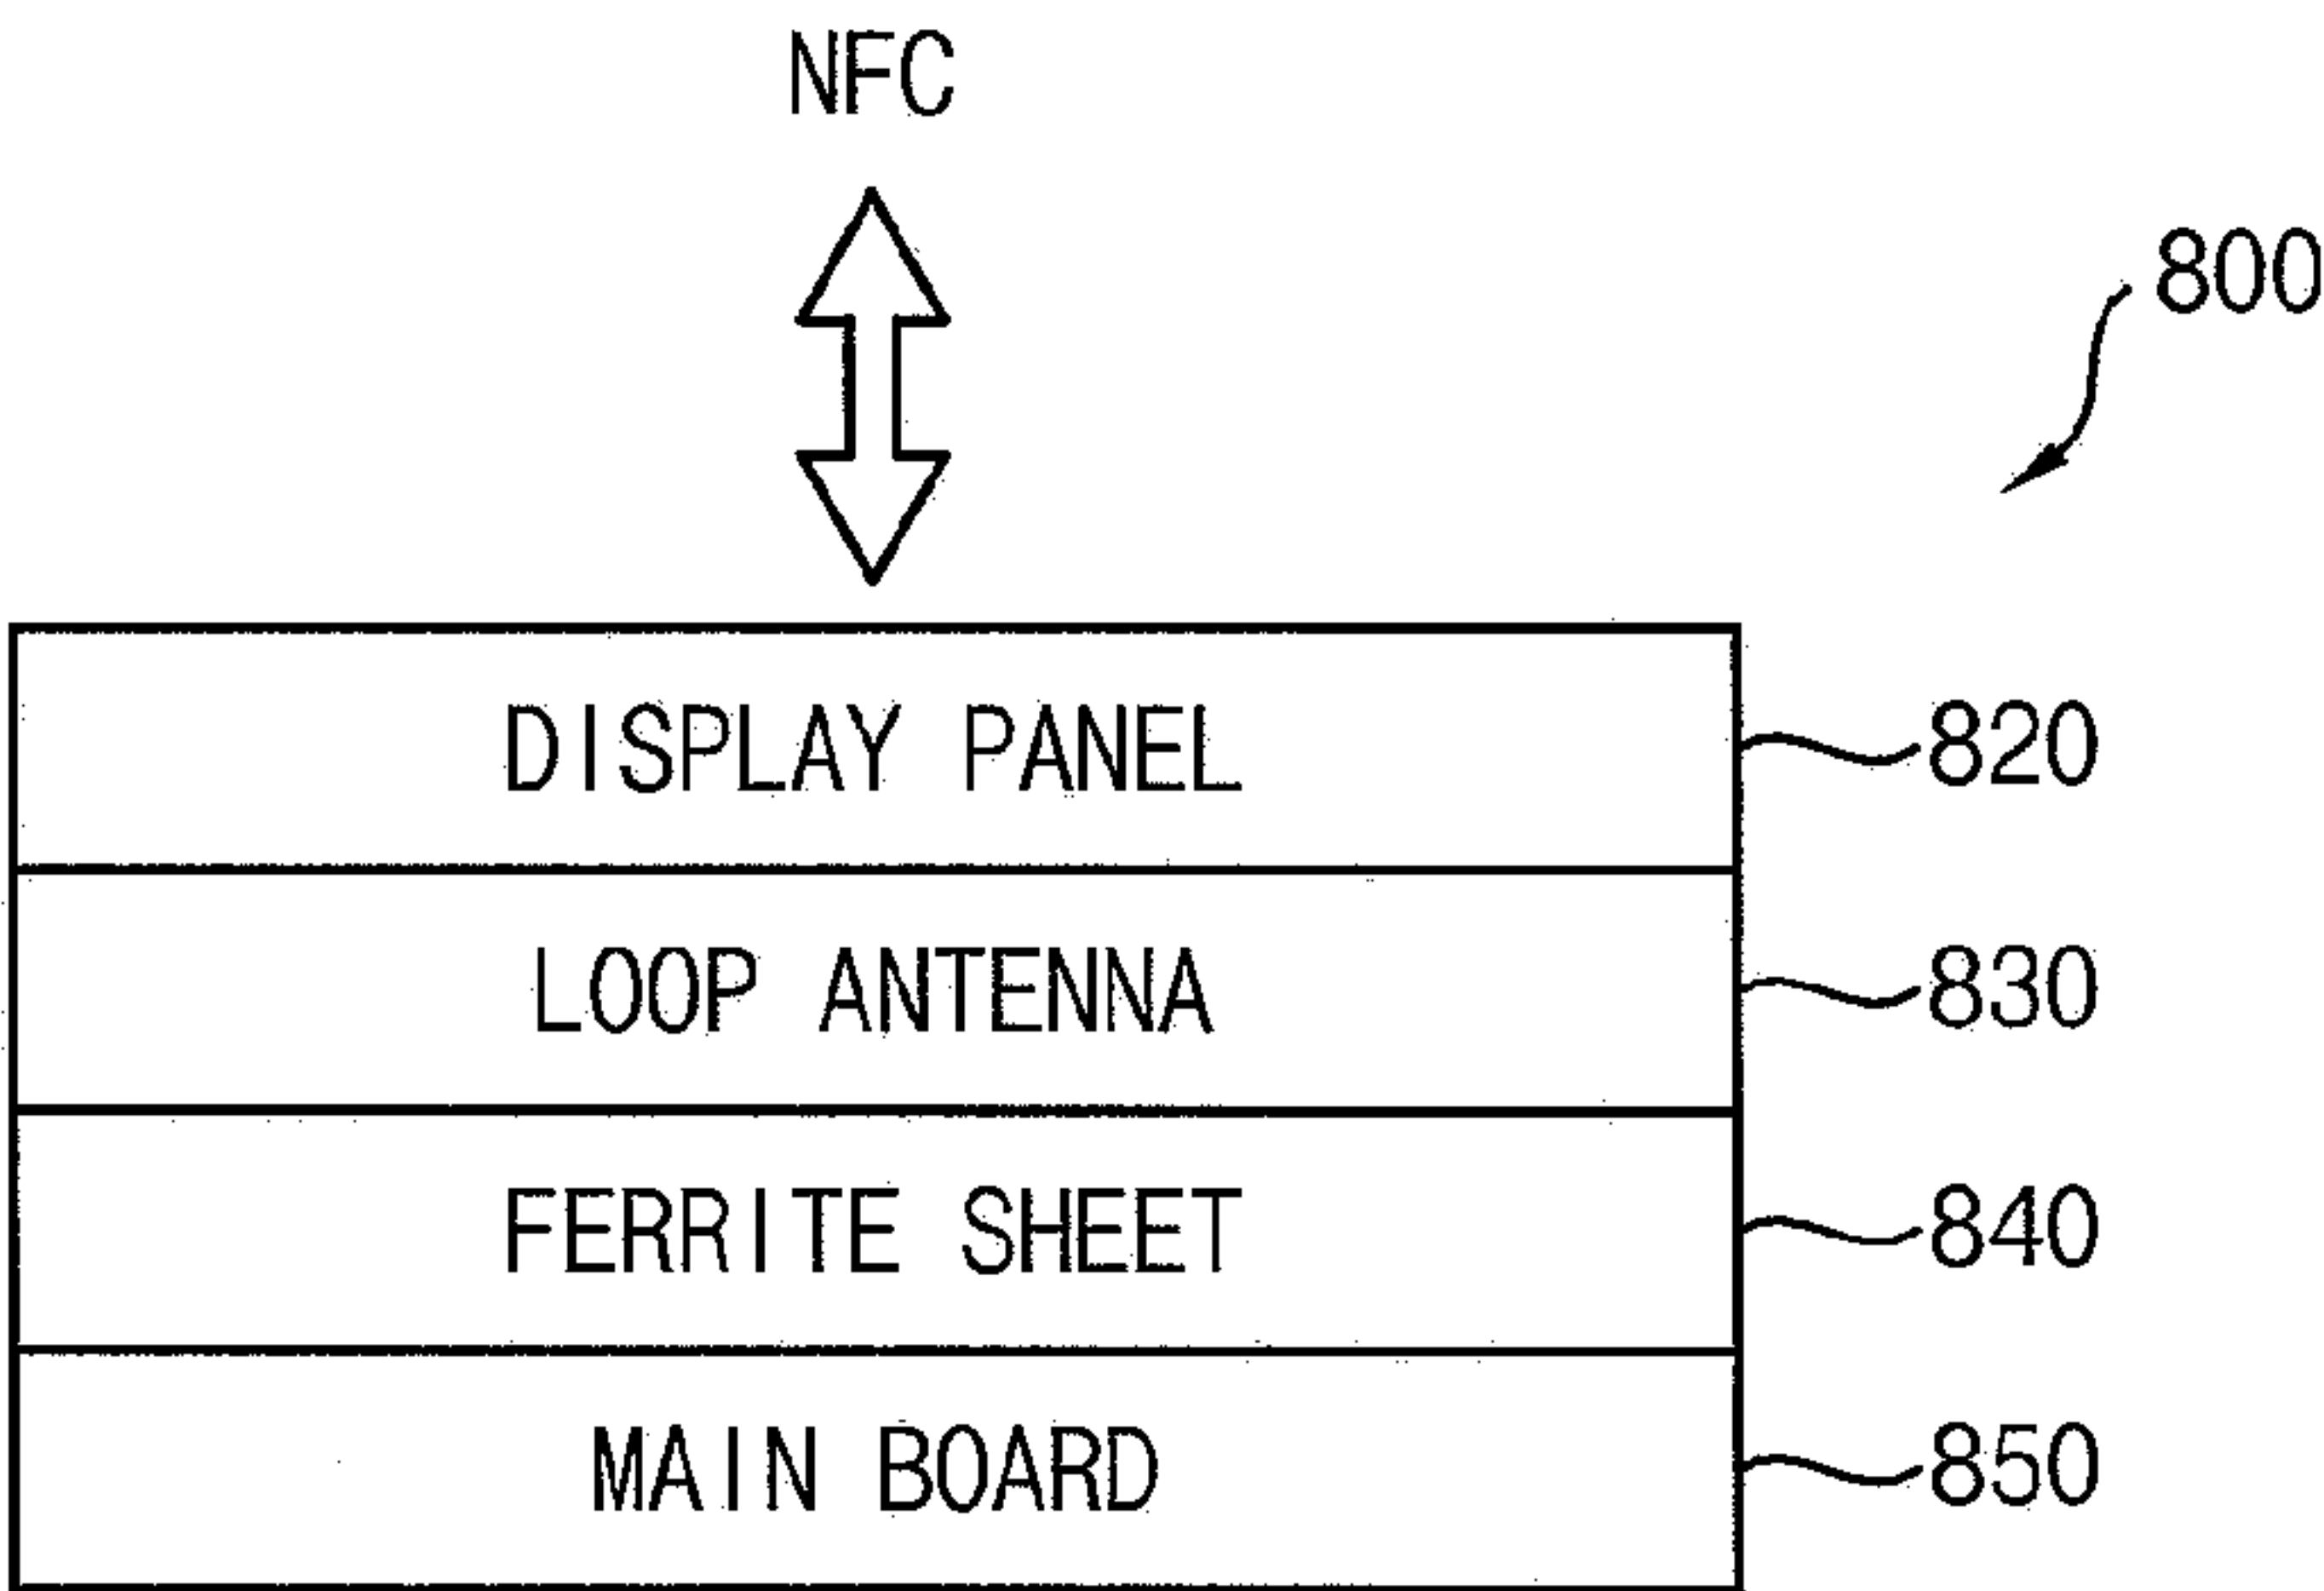 NFC
800
DISPLAY PANEL 820
LOOP ANTENNA 830
FERRITE SHEET 840
MAIN BOARD 850